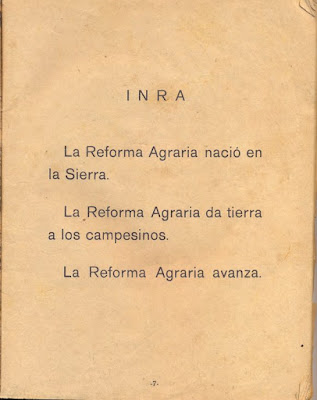 INRA
La Reforma Agraria nació en
la Sierra.
La Reforma Agraria da tierra
a los campesinos.
La Reforma Agraria avanza.
.7.